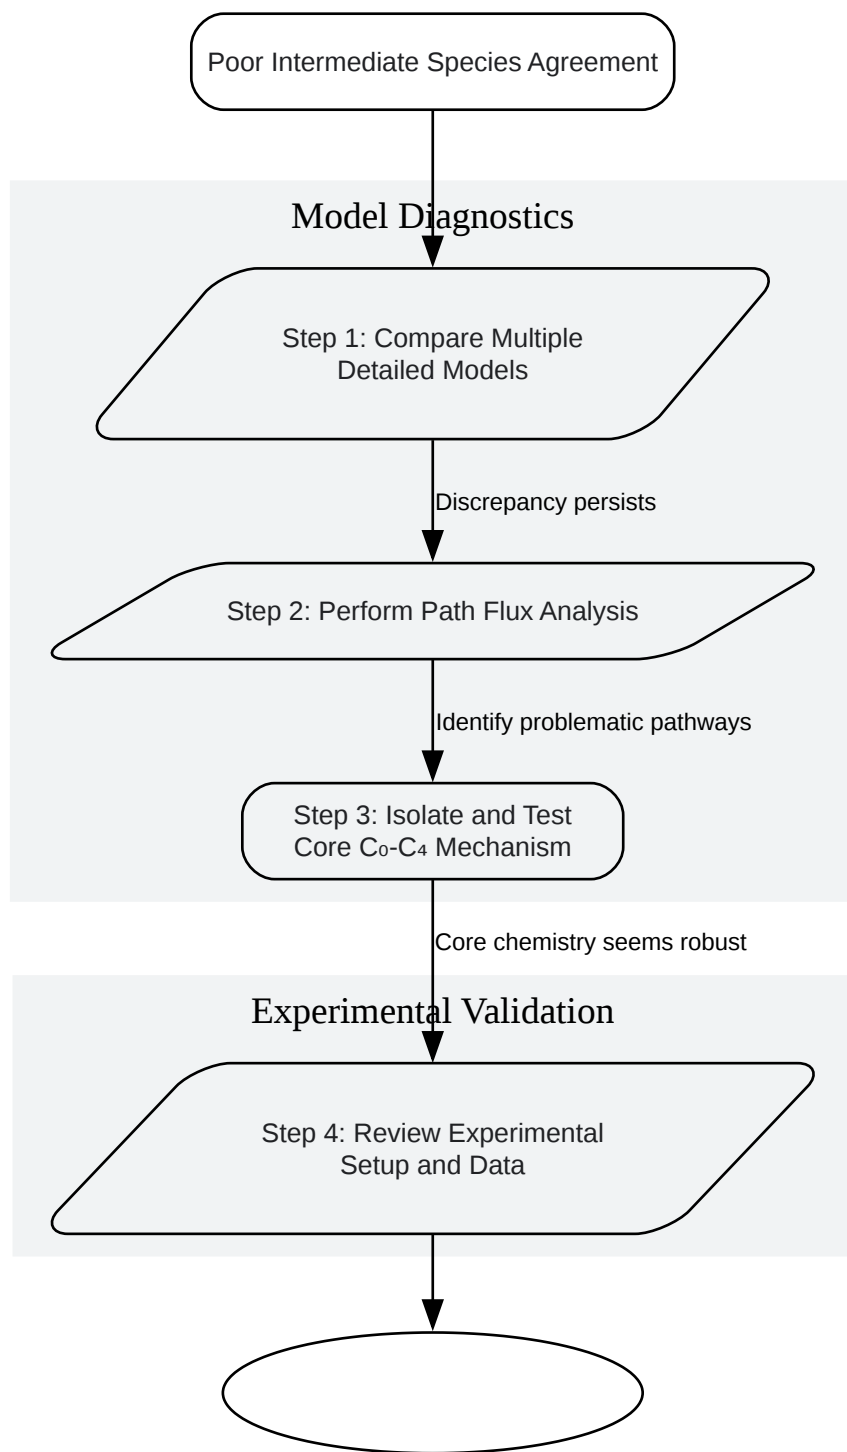 Poor Intermediate Species Agreement
Model Diagnostics
Step 1: Compare Multiple
Detailed Models
Discrepancy persists
Step 2: Perform Path Flux Analysis
Identify problematic pathways
Step 3: Isolate and Test
Core C₀-C₄ Mechanism
Core chemistry seems robust
Experimental Validation
Step 4: Review Experimental
Setup and Data